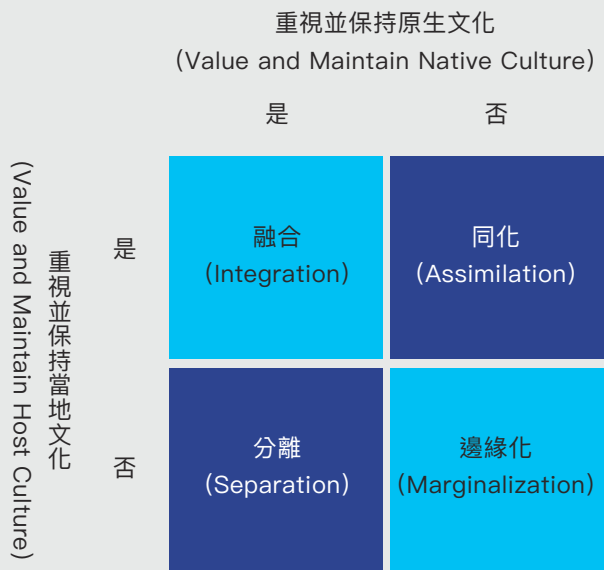 重視並保持原生文化
（Value and Maintain Native Culture）
是
否
重視並保持當地文化
（Value and Maintain Host Culture）
是
融合
（Integration）
同化
（Assimilation）
否
分離
（Separation）
邊緣化
（Marginalization）